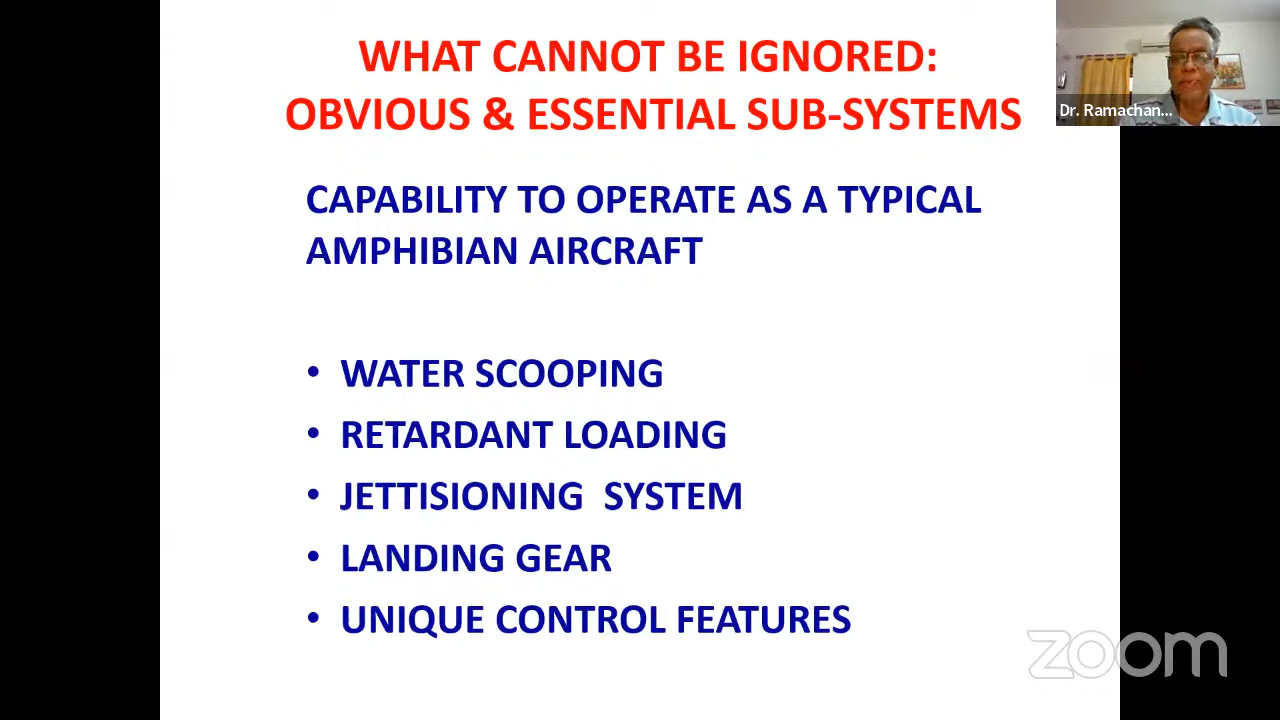 WHAT CANNOT BE IGNORED:
OBVIOUS & ESSENTIAL SUB-SYSTEMS
Dr. Ramachan...
CAPABILITY TO OPERATE AS A TYPICAL
AMPHIBIAN AIRCRAFT
• WATER SCOOPING
• RETARDANT LOADING
• JETTISIONING SYSTEM
• LANDING GEAR
• UNIQUE CONTROL FEATURES
zoom